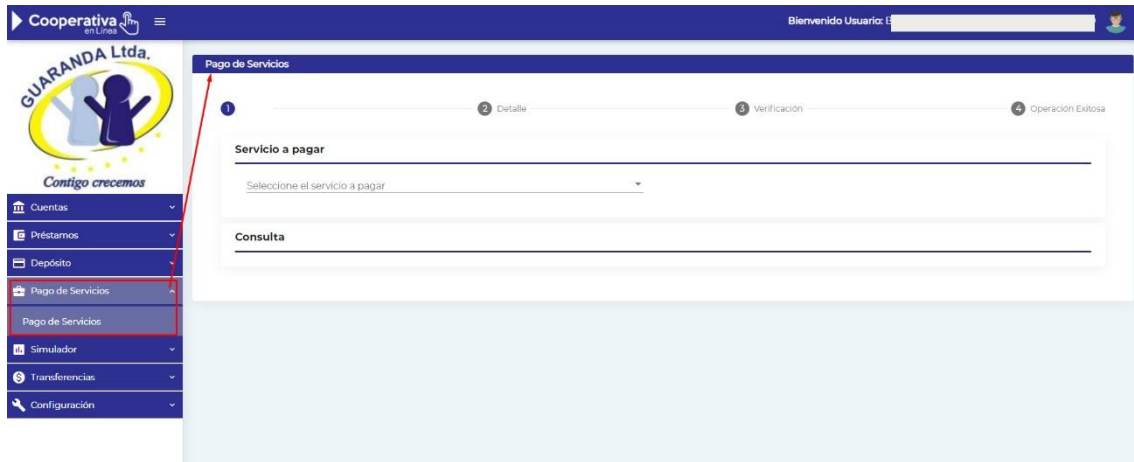 Cooperativa
en Línea
Bienvenido Usuario:
GUARANDA Ltda.
Contigo crecemos
Cuentas
Préstamos
Depósito
Pago de Servicios
Pago de Servicios
Simulador
Transferencias
Configuración
Pago de Servicios
1
2 Detalle
3 Verificación
4 Operación Exitosa
Servicio a pagar
Seleccione el servicio a pagar
Consulta